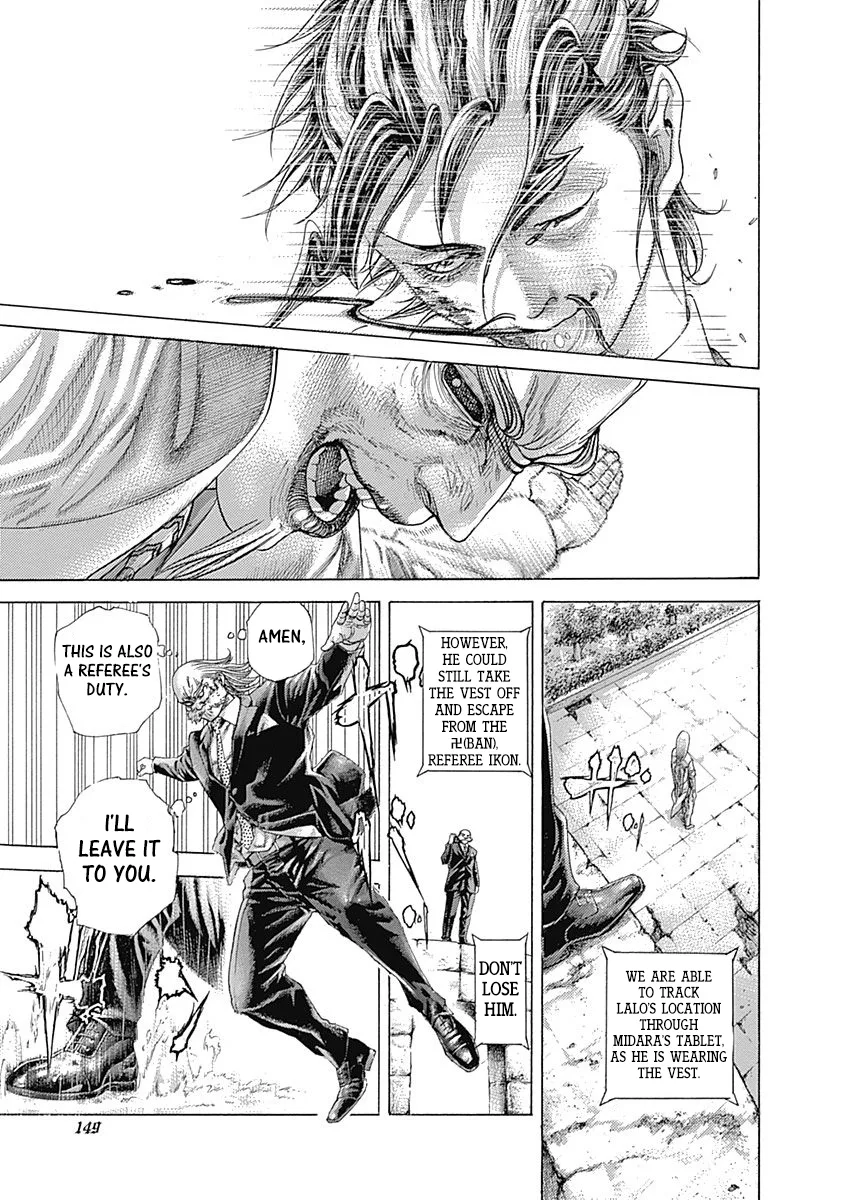 WE ARE ABLE
TO TRACK
LALO'S LOCATION
THROUGH
MIDARA'S TABLET,
AS HE IS WEARING
THE VEST.
HOWEVER,
HE COULD
STILL TAKE
THE VEST OFF
AND ESCAPE
FROM THE
卍(BAN),
REFEREE IKON.
DON'T
LOSE
HIM.
AMEN,
THIS IS ALSO
A REFEREE'S
DUTY.
I'LL
LEAVE IT
TO YOU.
149